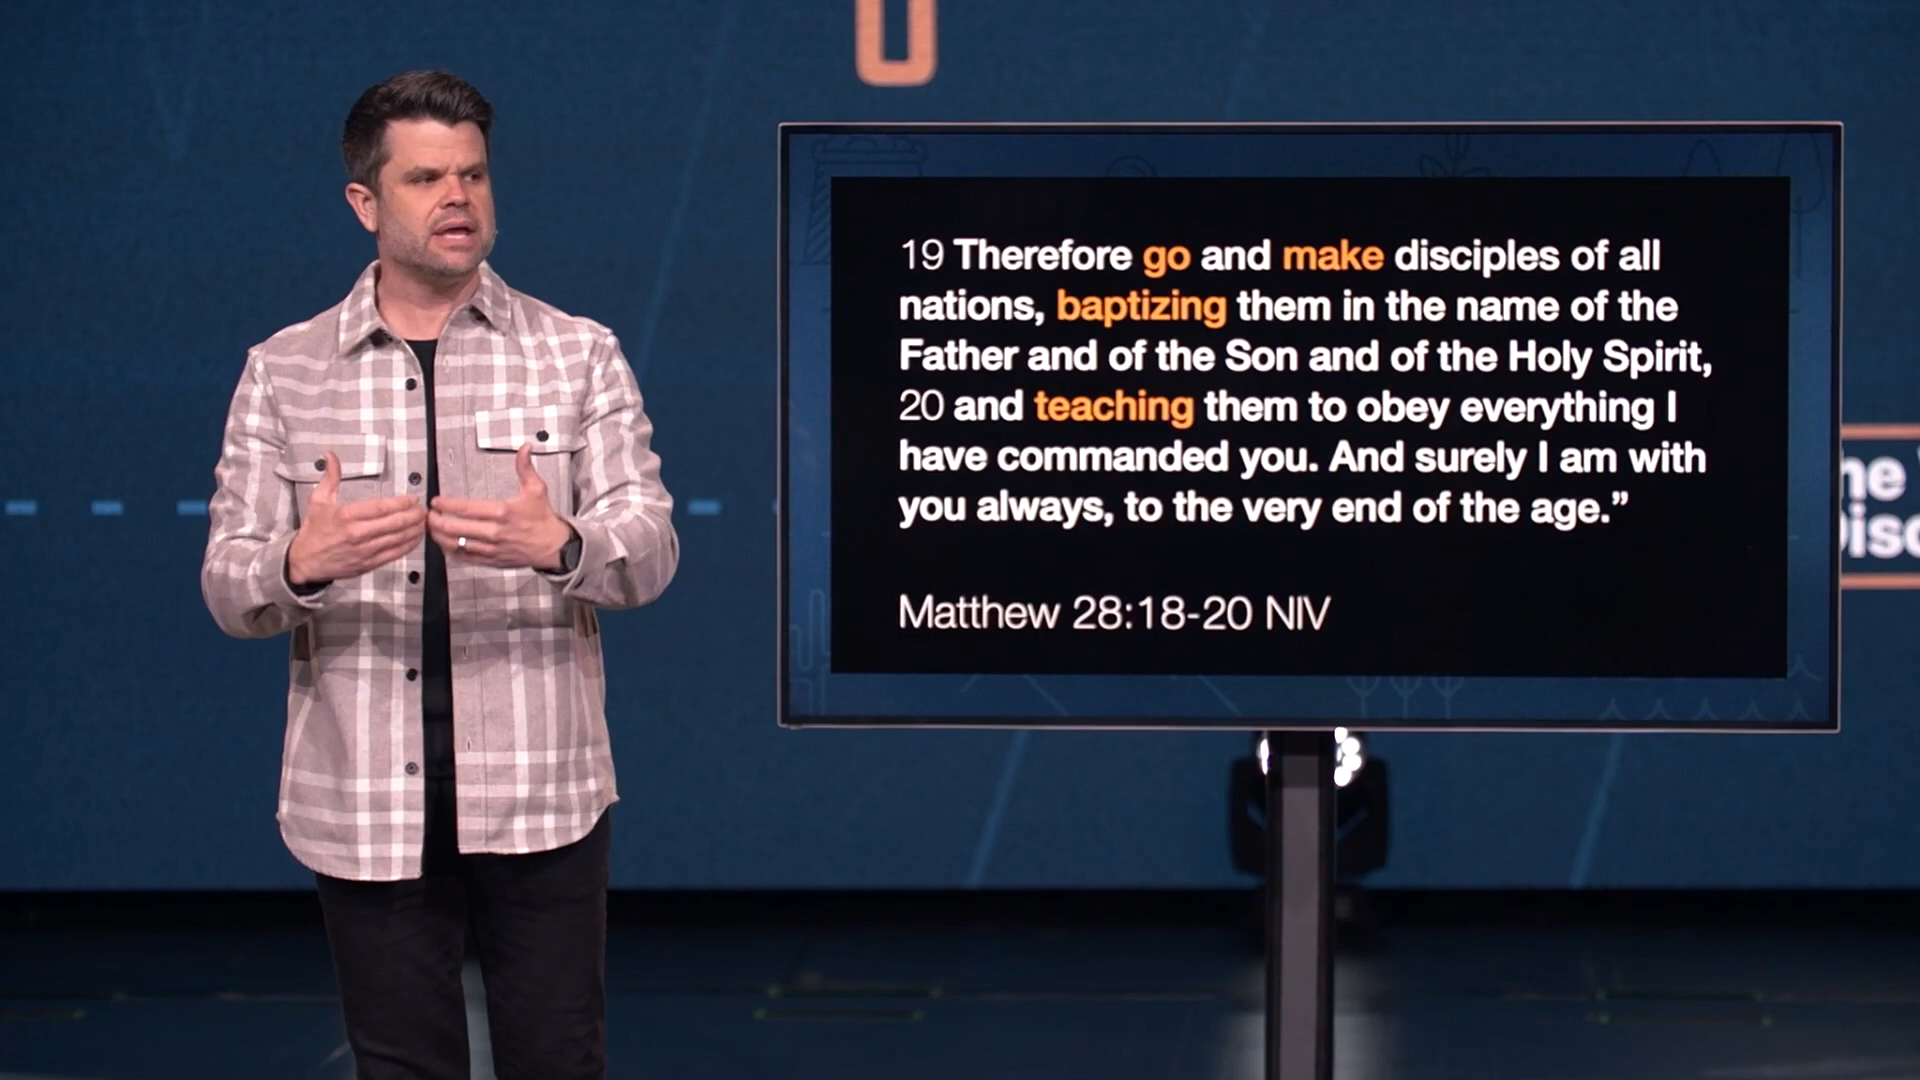 19 Therefore go and make disciples of all
nations, baptizing them in the name of the
Father and of the Son and of the Holy Spirit,
20 and teaching them to obey everything I
have commanded you. And surely I am with
you always, to the very end of the age.”
Matthew 28:18-20 NIV